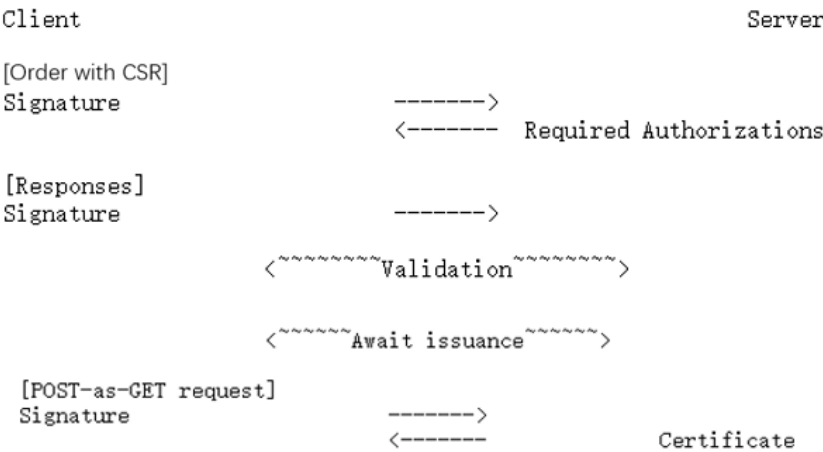 Client Server
[Order with CSR]
Signature ------->
<------- Required Authorizations
[Responses]
Signature ------->
<~~~~~~~~Validation~~~~~~~~>
<~~~~~~Await issuance~~~~~~>
[POST-as-GET request]
Signature ------->
<------- Certificate